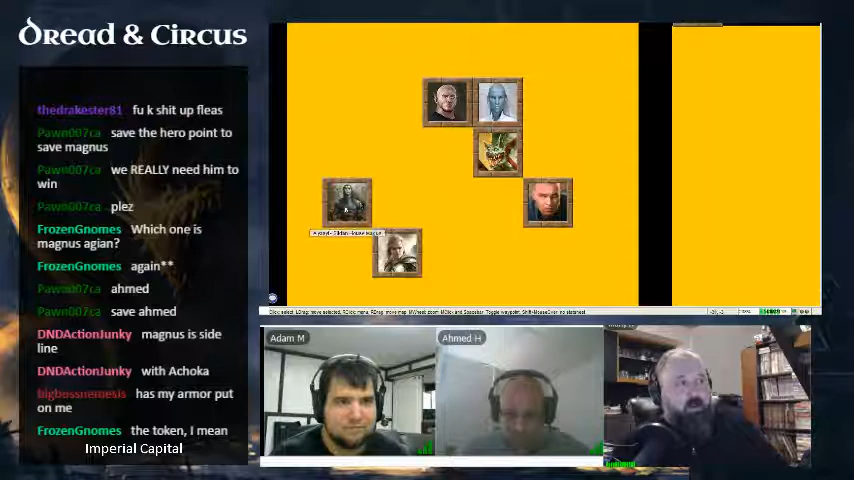 Dread & Circus
thedrakester81 fu k shit up fleas
Pawn007ca save the hero point to
save magnus
Pawn007ca we REALLY need him to
win
Pawn007ca plez
FrozenGnomes Which one is
magnus agian?
FrozenGnomes again**
Pawn007ca ahmed
Pawn007ca save ahmed
DNDActionJunky magnus is side
line
DNDActionJunky with Achoka
bigbossnemesis has my armor put
on me
FrozenGnomes the token, I mean
Imperial Capital
Adam M
Ahmed H